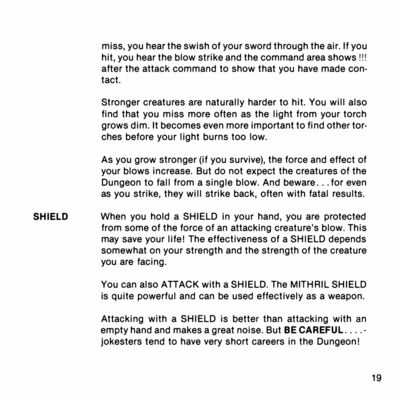 miss, you hear the swish of your sword through the air. If you
hit, you hear the blow strike and the command area shows !!!
after the attack command to show that you have made con-
tact.
Stronger creatures are naturally harder to hit. You will also
find that you miss more often as the light from your torch
grows dim. It becomes even more important to find other tor-
ches before your light burns too low.
As you grow stronger (if you survive), the force and effect of
your blows increase. But do not expect the creatures of the
Dungeon to fall from a single blow. And beware. . .for even
as you strike, they will strike back, often with fatal results.
SHIELD When you hold a SHIELD in your hand, you are protected
from some of the force of an attacking creature's blow. This
may save your life! The effectiveness of a SHIELD depends
somewhat on your strength and the strength of the creature
you are facing.
You can also ATTACK with a SHIELD. The MITHRIL SHIELD
is quite powerful and can be used effectively as a weapon.
Attacking with a SHIELD is better than attacking with an
empty hand and makes a great noise. But BE CAREFUL. . . .-
jokesters tend to have very short careers in the Dungeon!
19